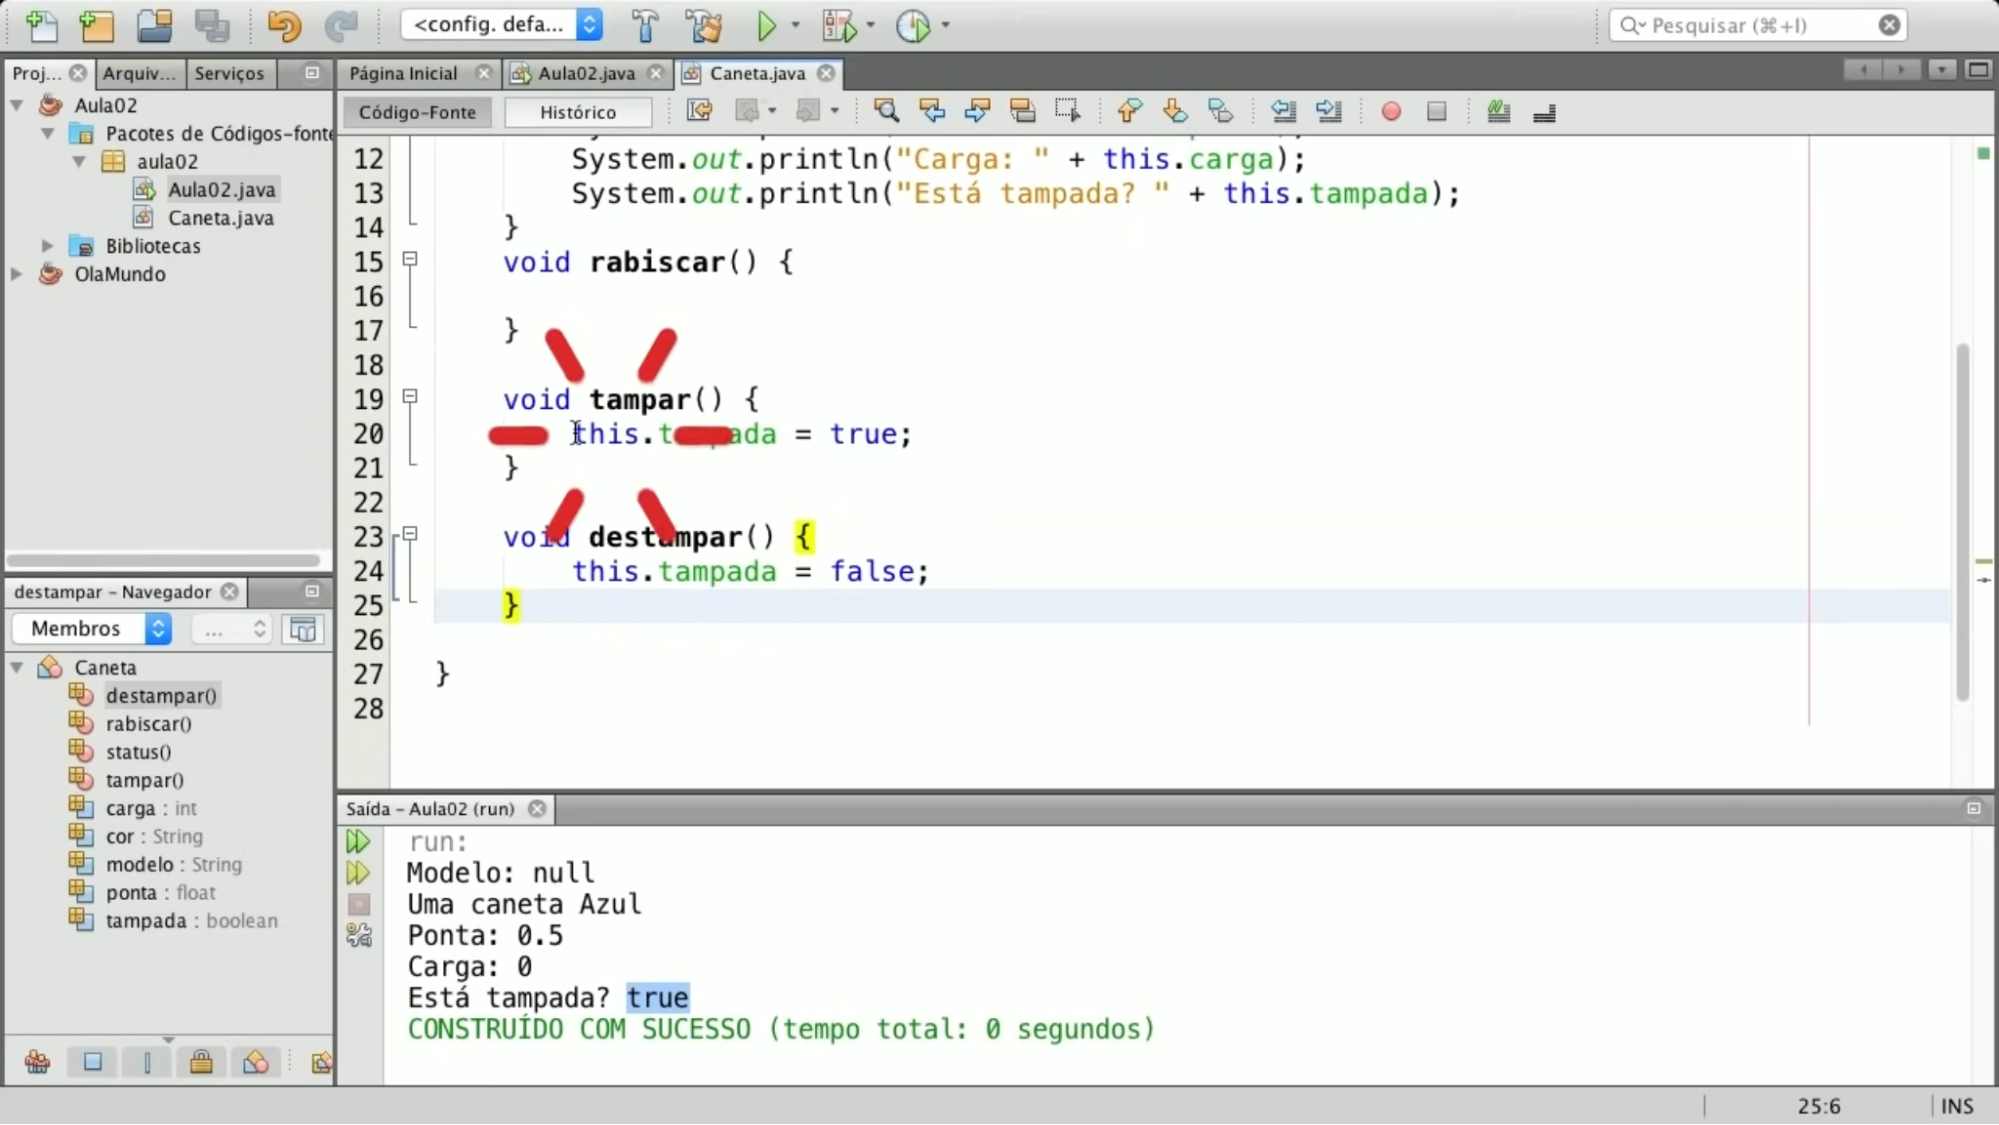 <config. defa...
Pesquisar (⌘+I)
Proj...
Arquiv...
Serviços
Página Inicial
Aula02.java
Caneta.java
Código-Fonte
Histórico
Aula02
Pacotes de Códigos-fonte
aula02
Aula02.java
Caneta.java
Bibliotecas
OlaMundo
12 System.out.println("Carga: " + this.carga);
13 System.out.println("Está tampada? " + this.tampada);
14 }
15 void rabiscar() {
16
17 }
18
19 void tampar() {
20 this.tampada = true;
21 }
22
23 void destampar() {
24 this.tampada = false;
25 }
26
27 }
28
destampar – Navegador
Membros
...
Caneta
destampar()
rabiscar()
status()
tampar()
carga : int
cor : String
modelo : String
ponta : float
tampada : boolean
Saída – Aula02 (run)
run:
Modelo: null
Uma caneta Azul
Ponta: 0.5
Carga: 0
Está tampada? true
CONSTRUÍDO COM SUCESSO (tempo total: 0 segundos)
25:6
INS